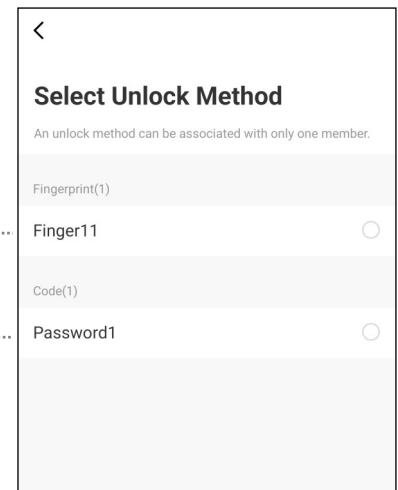 Select Unlock Method
An unlock method can be associated with only one member.
Fingerprint(1)
Finger11
Code(1)
Password1